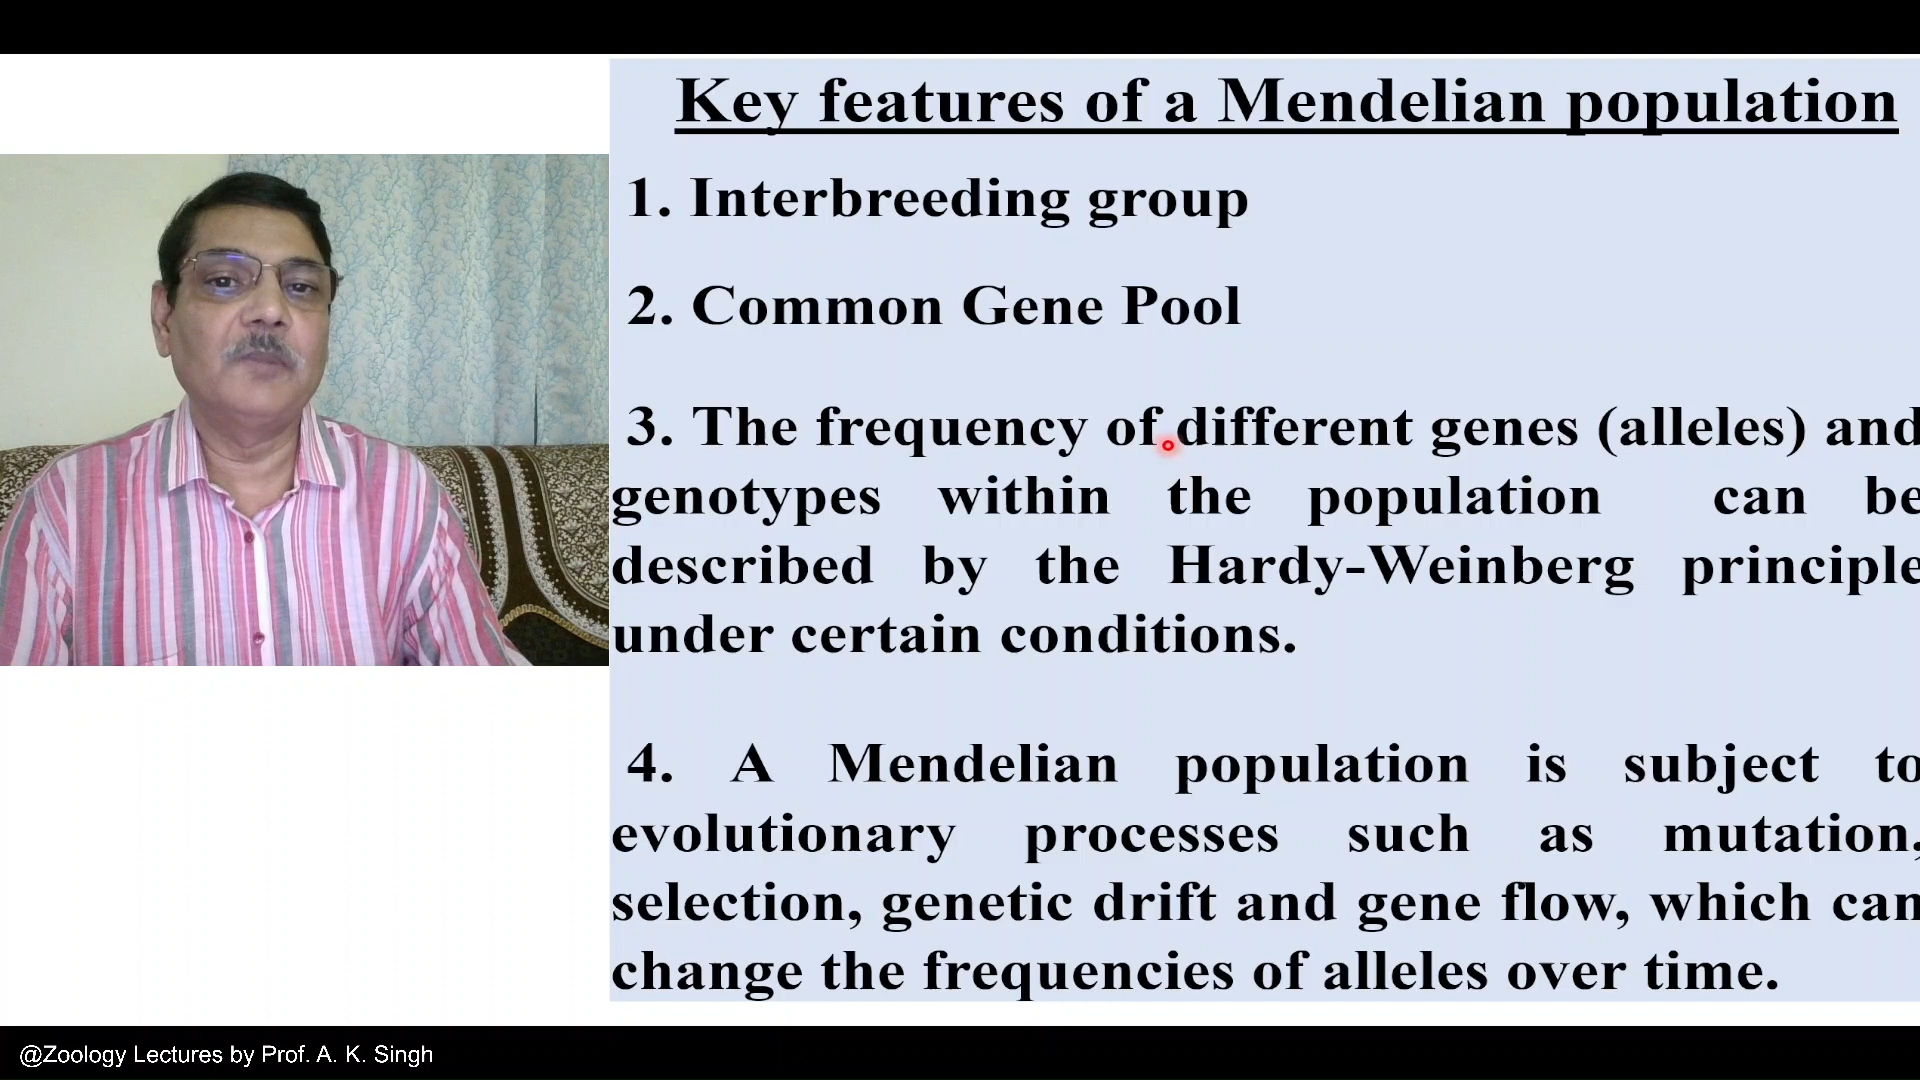 Key features of a Mendelian population
1. Interbreeding group
2. Common Gene Pool
3. The frequency of different genes (alleles) and
genotypes within the population can be
described by the Hardy-Weinberg principle
under certain conditions.
4. A Mendelian population is subject to
evolutionary processes such as mutation,
selection, genetic drift and gene flow, which can
change the frequencies of alleles over time.
@Zoology Lectures by Prof. A. K. Singh